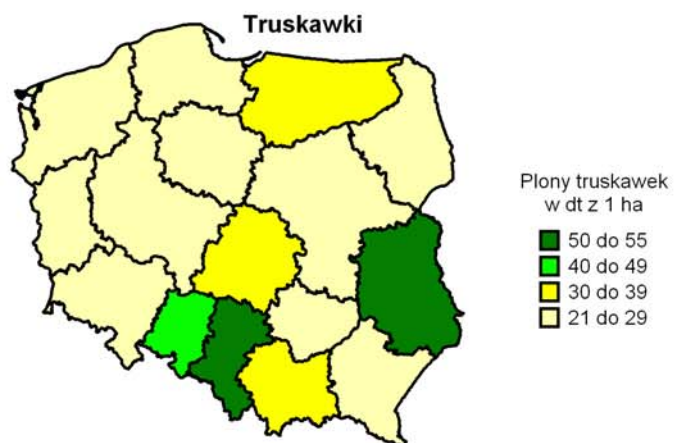 Truskawki
Plony truskawek
w dt z 1 ha
50 do 55
40 do 49
30 do 39
21 do 29